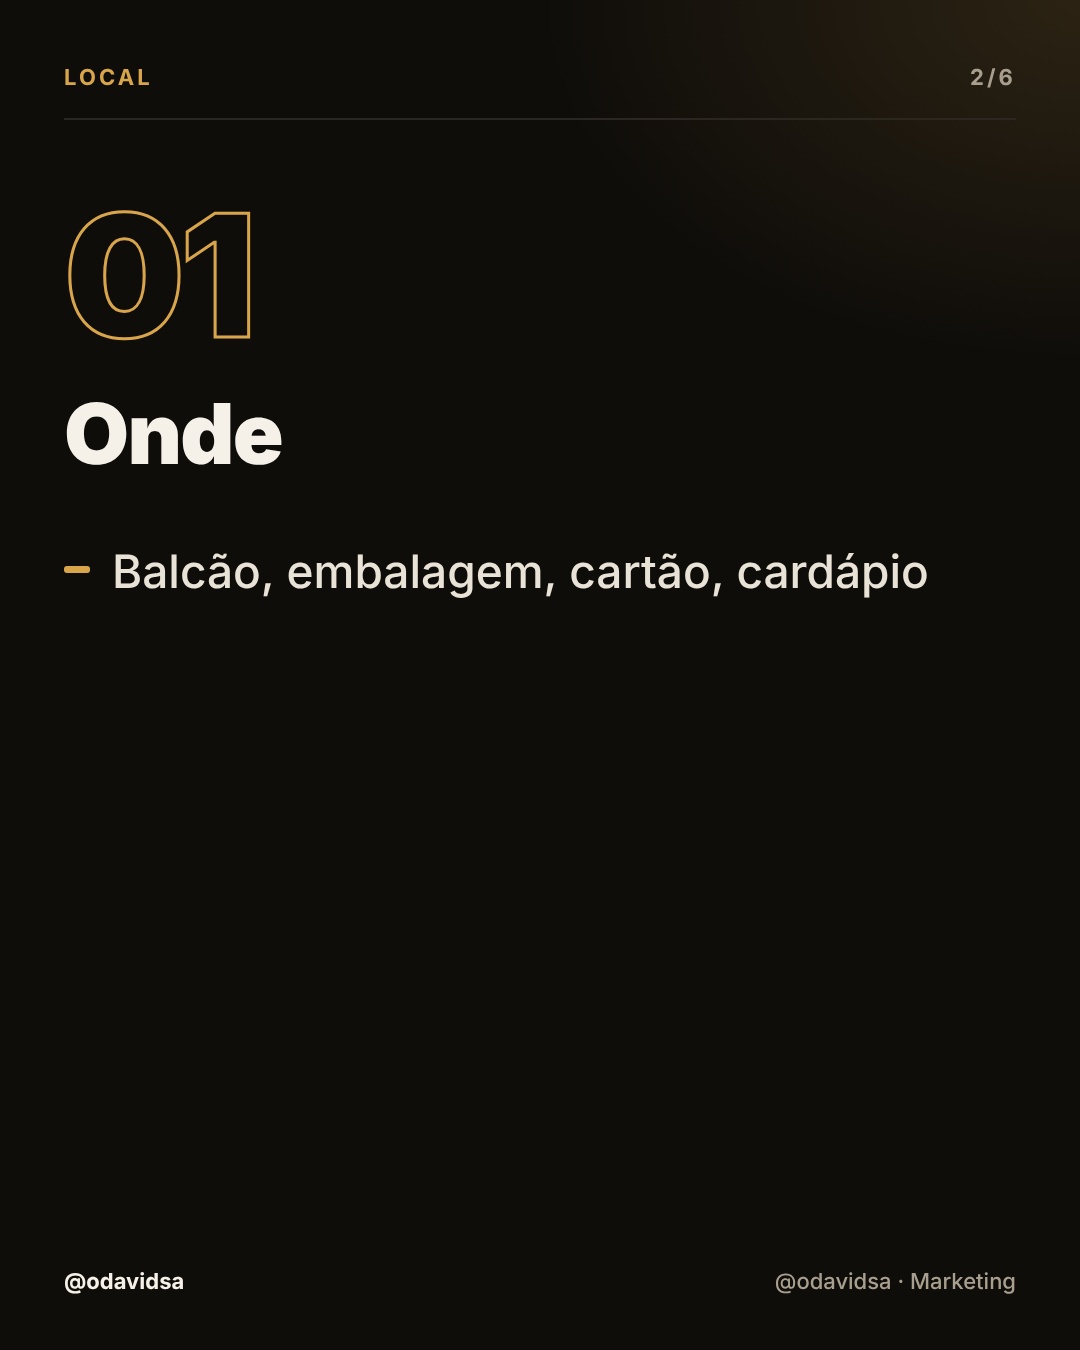 LOCAL
2/6
01
Onde
Balcão, embalagem, cartão, cardápio
@odavidsa
@odavidsa · Marketing